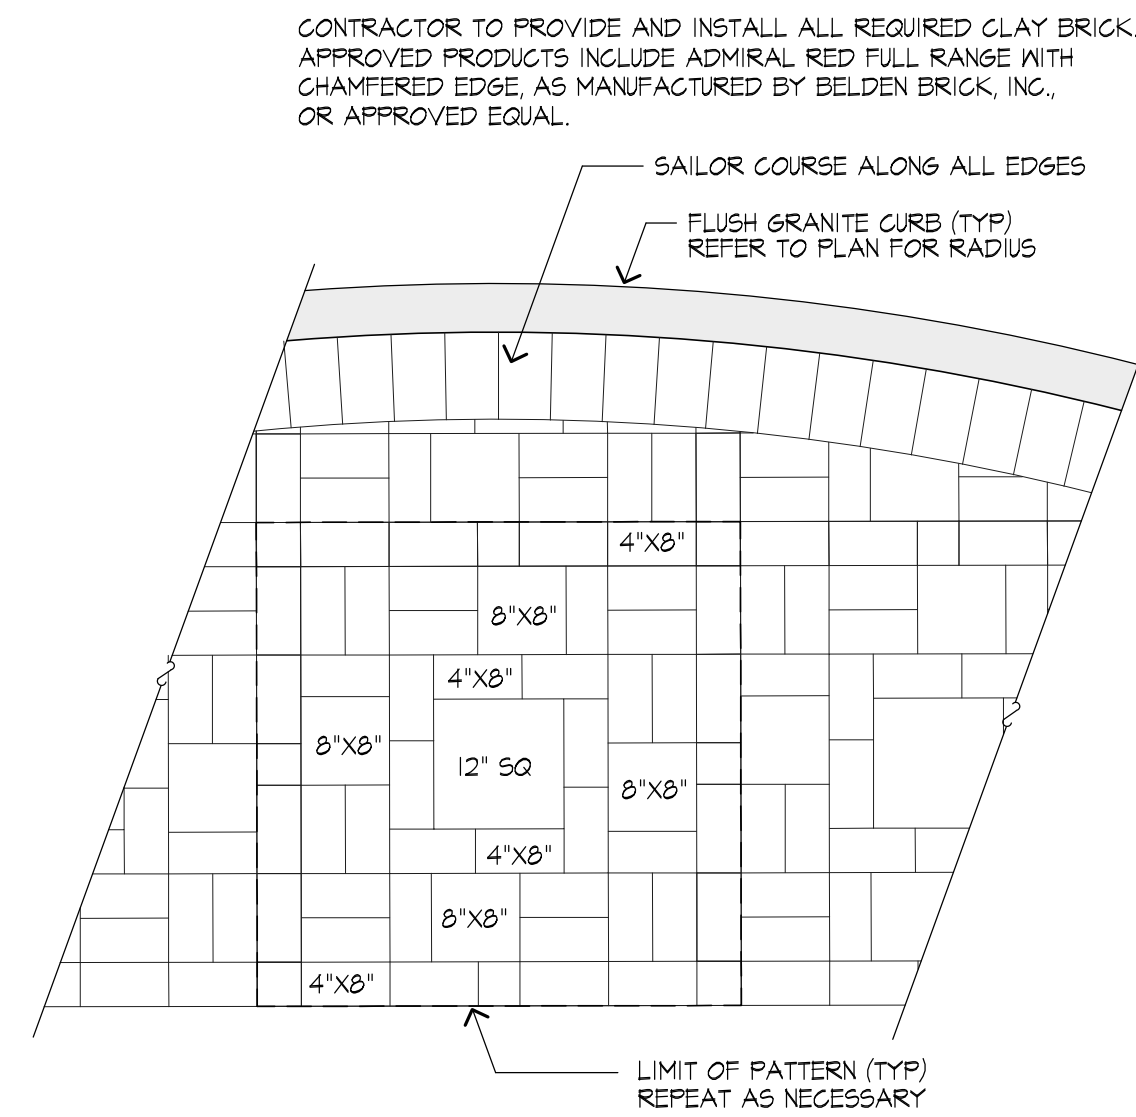 CONTRACTOR TO PROVIDE AND INSTALL ALL REQUIRED CLAY BRICK.
APPROVED PRODUCTS INCLUDE ADMIRAL RED FULL RANGE WITH
CHAMFERED EDGE, AS MANUFACTURED BY BELDEN BRICK, INC.,
OR APPROVED EQUAL.
SAILOR COURSE ALONG ALL EDGES
FLUSH GRANITE CURB (TYP)
REFER TO PLAN FOR RADIUS
4"X8"
8"X8"
4"X8"
8"X8"
12" SQ
8"X8"
4"X8"
8"X8"
4"X8"
LIMIT OF PATTERN (TYP)
REPEAT AS NECESSARY